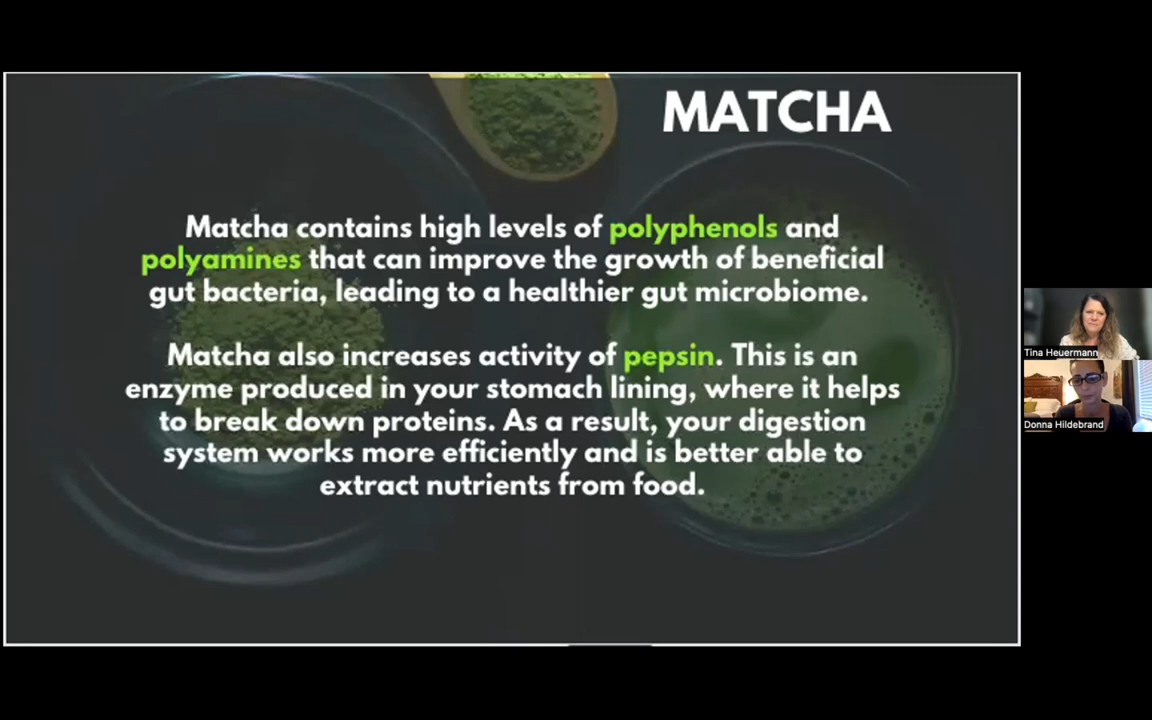 MATCHA
Matcha contains high levels of polyphenols and
polyamines that can improve the growth of beneficial
gut bacteria, leading to a healthier gut microbiome.
Matcha also increases activity of pepsin. This is an
enzyme produced in your stomach lining, where it helps
to break down proteins. As a result, your digestion
system works more efficiently and is better able to
extract nutrients from food.
Tina Heuermann
Donna Hildebrand